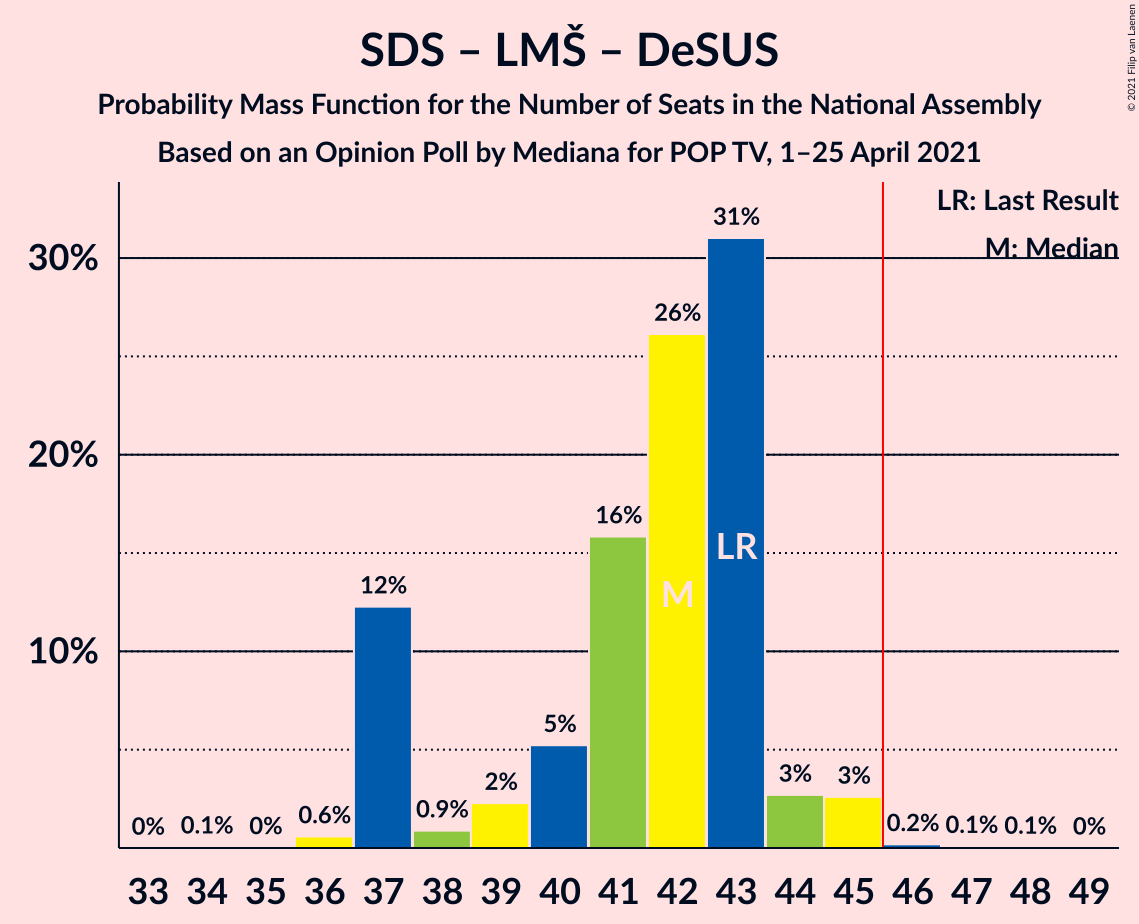 SDS – LMŠ – DeSUS
Probability Mass Function for the Number of Seats in the National Assembly
Based on an Opinion Poll by Mediana for POP TV, 1–25 April 2021
© 2021 Filip van Laenen
LR: Last Result
M: Median
30%
20%
10%
0% 0.1% 0% 0.6% 12% 0.9% 2% 5% 16% 26% 31% 3% 3% 0.2% 0.1% 0.1% 0%
LR
M
33 34 35 36 37 38 39 40 41 42 43 44 45 46 47 48 49